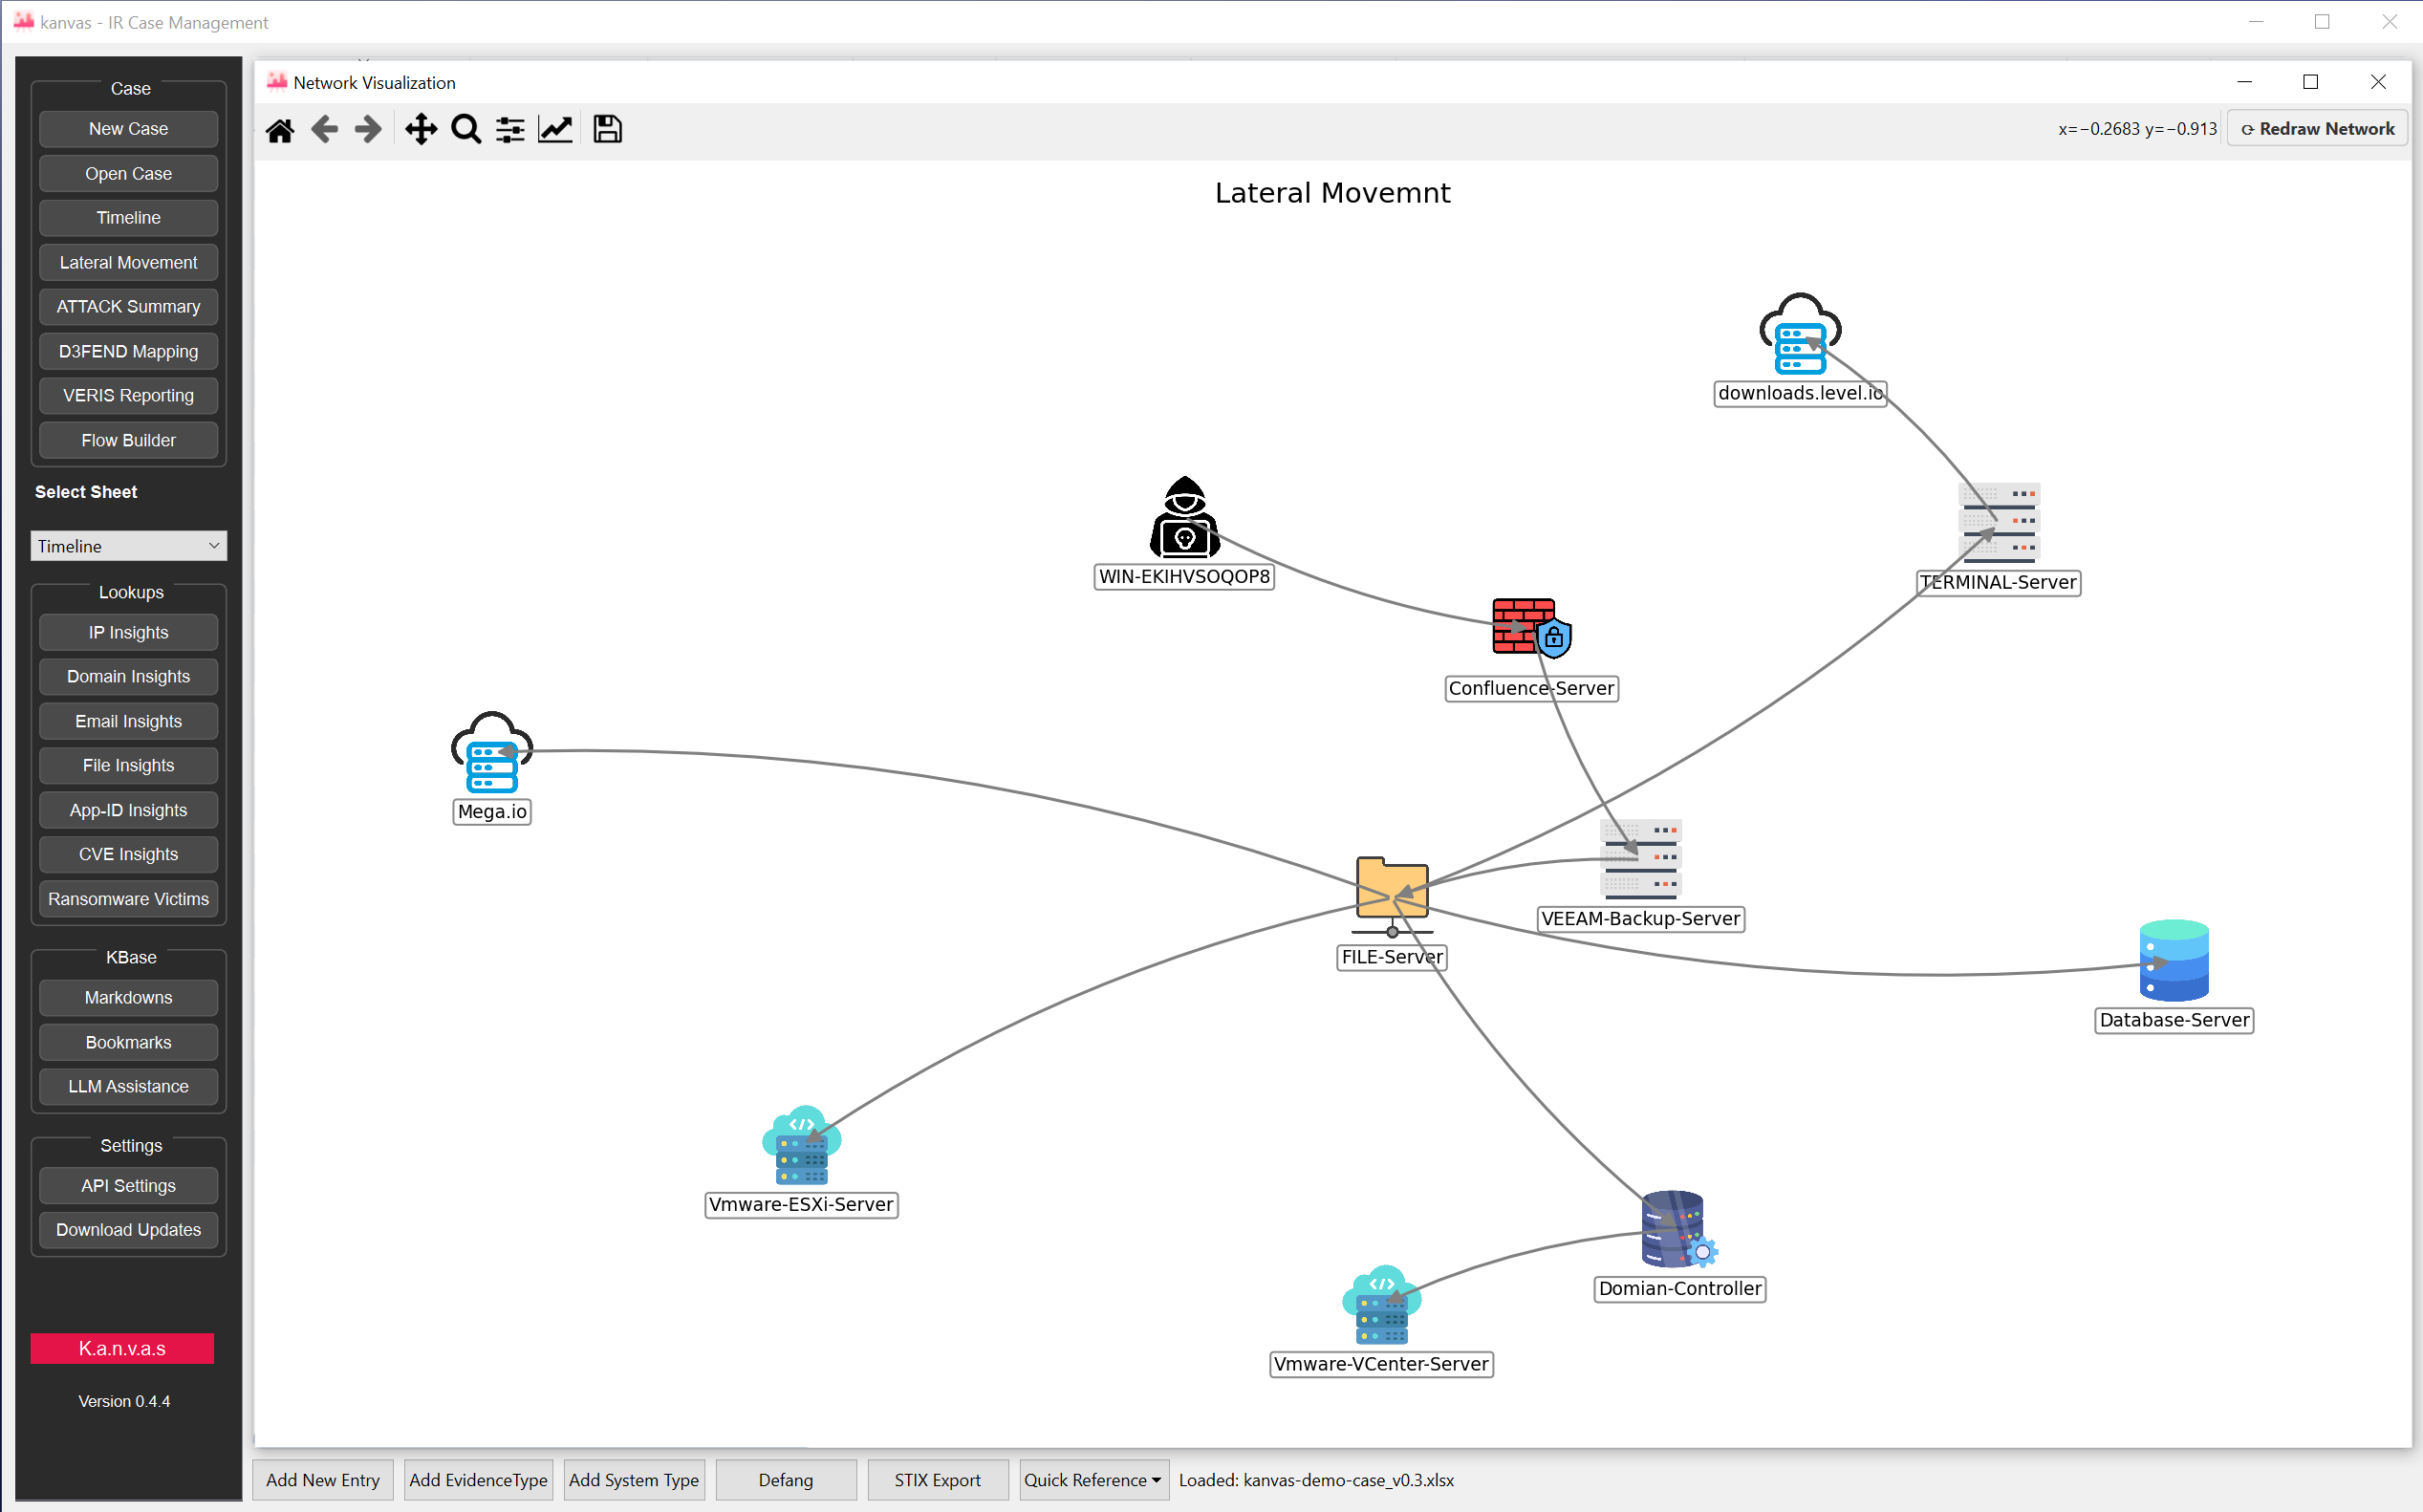 kanvas - IR Case Management
Case
New Case
Open Case
Timeline
Lateral Movement
ATTACK Summary
D3FEND Mapping
VERIS Reporting
Flow Builder
Select Sheet
Timeline
Lookups
IP Insights
Domain Insights
Email Insights
File Insights
App-ID Insights
CVE Insights
Ransomware Victims
KBase
Markdowns
Bookmarks
LLM Assistance
Settings
API Settings
Download Updates
K.a.n.v.a.s
Version 0.4.4
Network Visualization
x=−0.2683 y=−0.913
Redraw Network
Lateral Movemnt
downloads.level.io
WIN-EKIHVSOQOP8
TERMINAL-Server
Confluence-Server
Mega.io
VEEAM-Backup-Server
FILE-Server
Database-Server
Vmware-ESXi-Server
Domian-Controller
Vmware-VCenter-Server
Add New Entry
Add EvidenceType
Add System Type
Defang
STIX Export
Quick Reference
Loaded: kanvas-demo-case_v0.3.xlsx